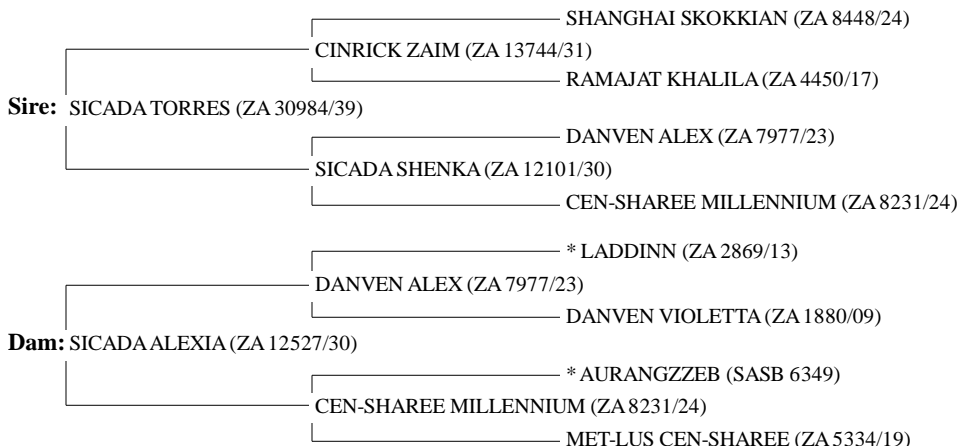 SHANGHAI SKOKKIAN (ZA 8448/24)
CINRICK ZAIM (ZA 13744/31)
RAMAJAT KHALILA (ZA 4450/17)
Sire: SICADA TORRES (ZA 30984/39)
DANVEN ALEX (ZA 7977/23)
SICADA SHENKA (ZA 12101/30)
CEN-SHAREE MILLENNIUM (ZA 8231/24)
* LADDINN (ZA 2869/13)
DANVEN ALEX (ZA 7977/23)
DANVEN VIOLETTA (ZA 1880/09)
Dam: SICADA ALEXIA (ZA 12527/30)
* AURANGZZEB (SASB 6349)
CEN-SHAREE MILLENNIUM (ZA 8231/24)
MET-LUS CEN-SHAREE (ZA 5334/19)